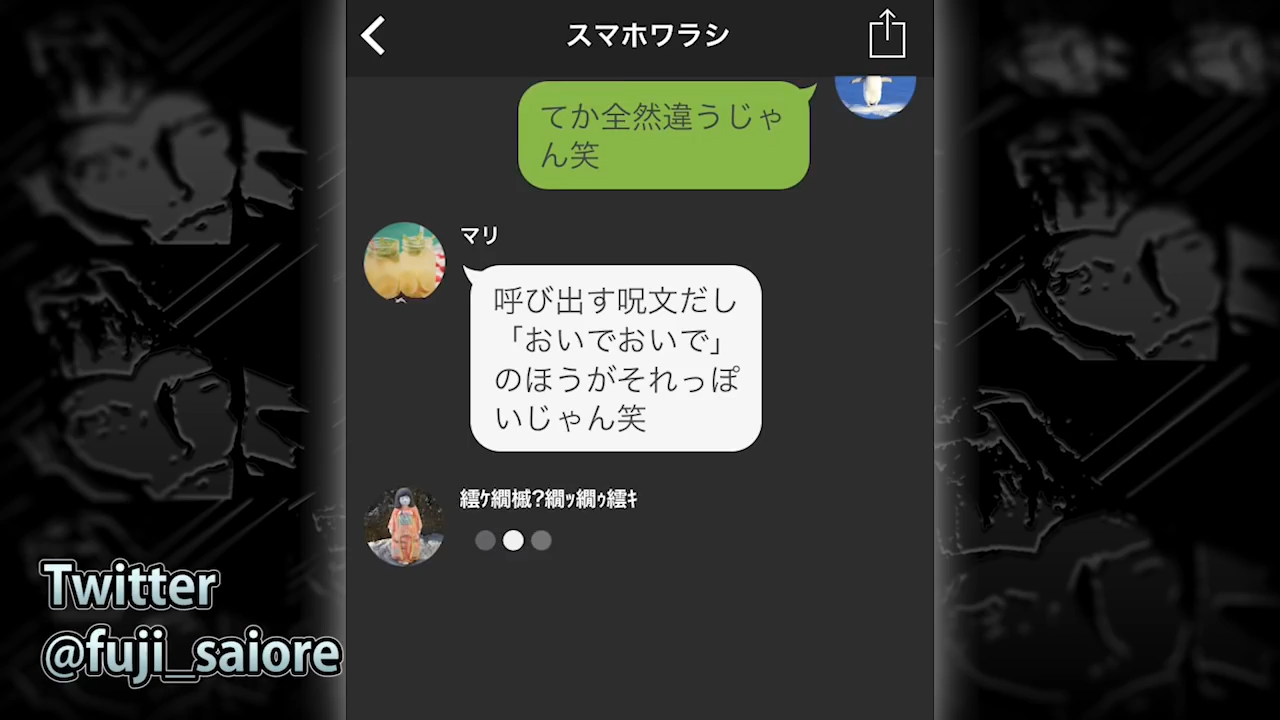 スマホワラシ
てか全然違うじゃ
ん笑
マリ
呼び出す呪文だし
「おいでおいで」
のほうがそれっぽ
いじゃん笑
繧ｹ繝槭?繝ｯ繝ｩ繧ｷ
Twitter
@fuji_saiore